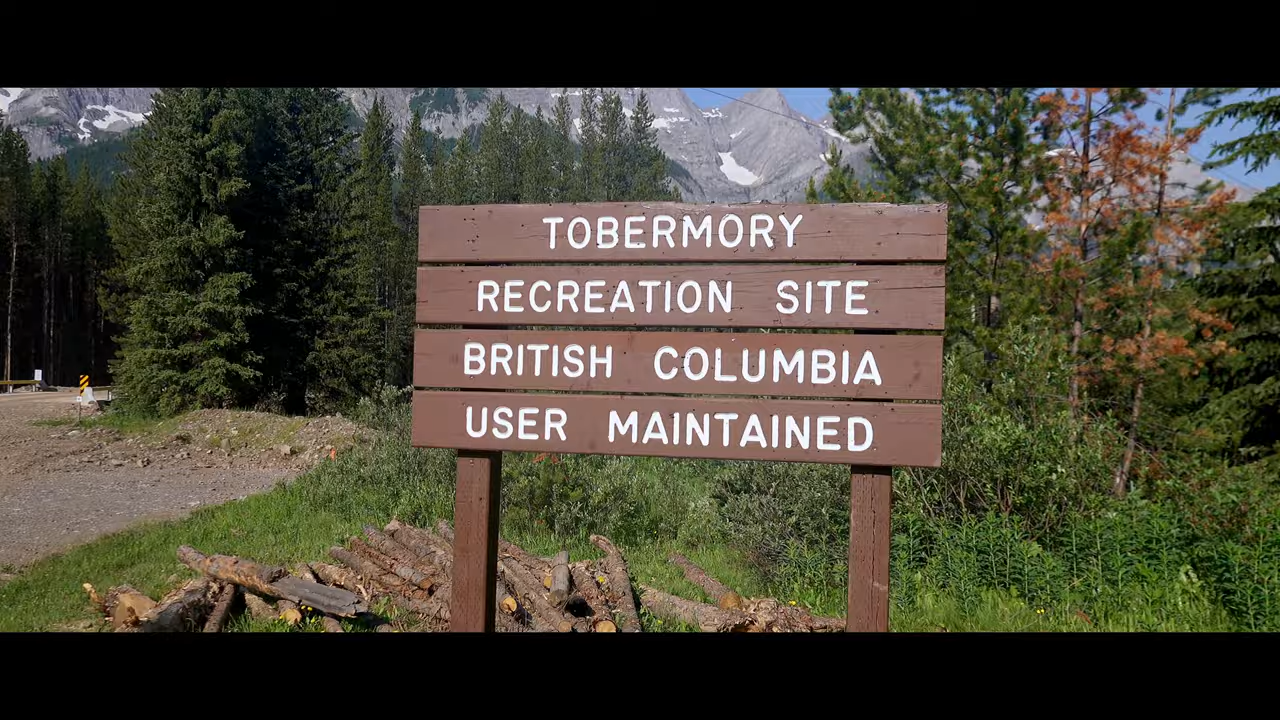 TOBERMORY
RECREATION SITE
BRITISH COLUMBIA
USER MAINTAINED